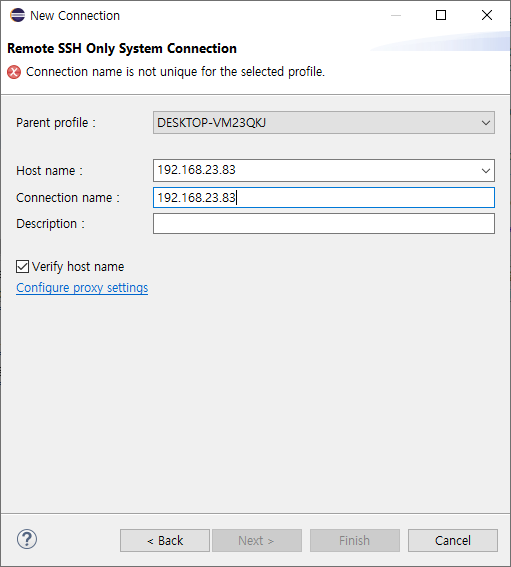 New Connection
Remote SSH Only System Connection
Connection name is not unique for the selected profile.
Parent profile : DESKTOP-VM23QKJ
Host name : 192.168.23.83
Connection name : 192.168.23.83
Description :
Verify host name
Configure proxy settings
? < Back Next > Finish Cancel